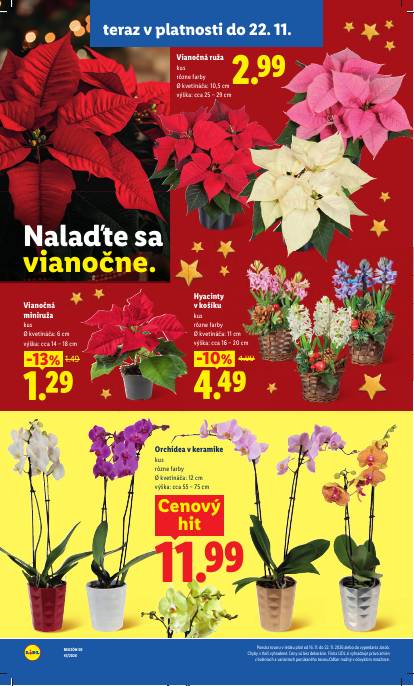 teraz v platnosti do 22. 11.
Vianočná ruža
kus
rôzne farby
Ø kvetináča: 10,5 cm
výška: cca 25 – 29 cm
2.99
Nalaďte sa
vianočne.
Vianočná
miniruža
kus
Ø kvetináča: 6 cm
výška: cca 14 – 18 cm
-13% 1.49
1.29
Hyacinty
v košíku
kus
rôzne farby
Ø kvetináča: 11 cm
výška: cca 16 – 20 cm
-10%
4.49
Orchidea v keramike
kus
rôzne farby
Ø kvetináča: 12 cm
výška: cca 55 – 75 cm
Cenový
hit
11.99
LIDL